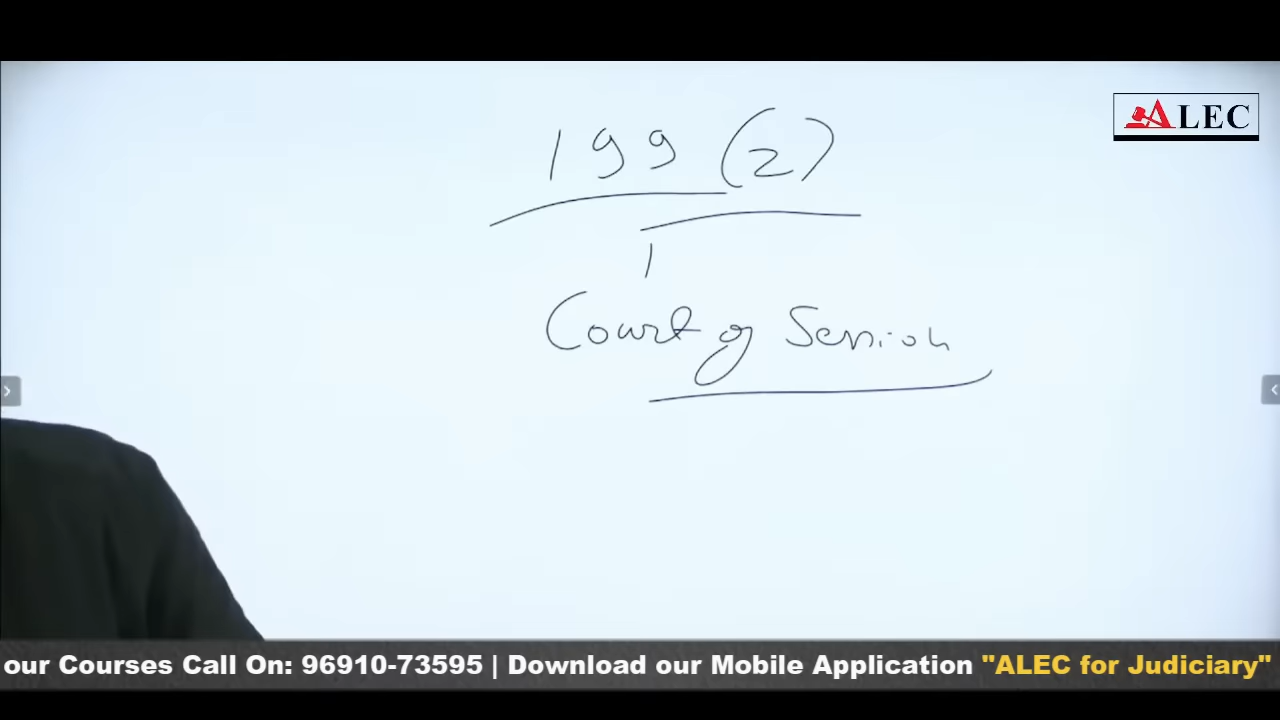 ALEC
199 (2)
Court of Session
our Courses Call On: 96910-73595 | Download our Mobile Application "ALEC for Judiciary"